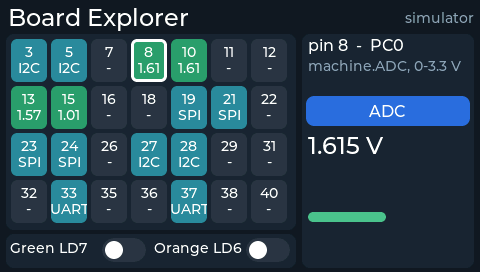 Board Explorer
simulator
3 5 7 8 10 11 12
I2C I2C - 1.61 1.61 - -
13 15 16 18 19 21 22
1.57 1.01 - - SPI SPI -
23 24 26 27 28 29 31
SPI SPI - I2C I2C - -
32 33 35 36 37 38 40
- UART - - UART - -
Green LD7
Orange LD6
pin 8 - PC0
machine.ADC, 0-3.3 V
ADC
1.615 V